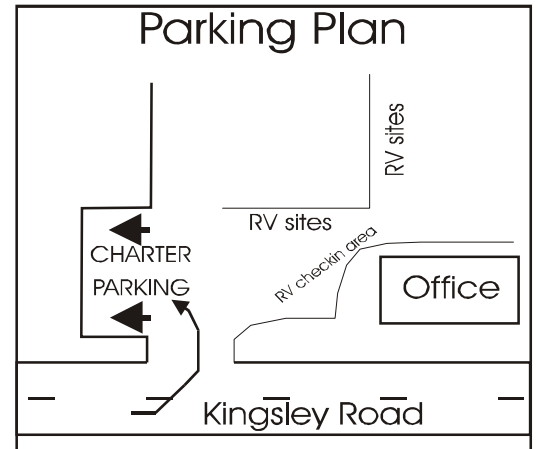 Parking Plan
RV sites
RV sites
CHARTER
PARKING
RV checkin area
Office
Kingsley Road